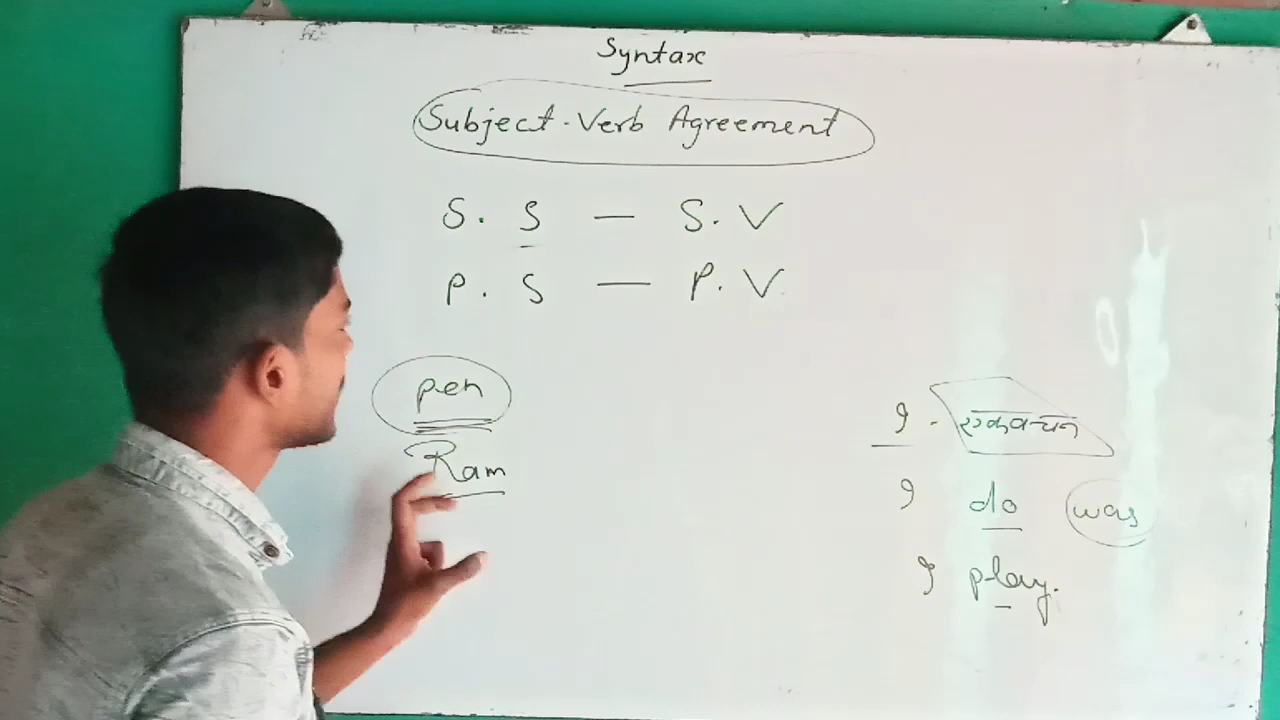 Syntax
Subject-Verb Agreement
S. S — S. V
P. S — P. V
pen
Ram
I - एकवचन
I do was
I play.